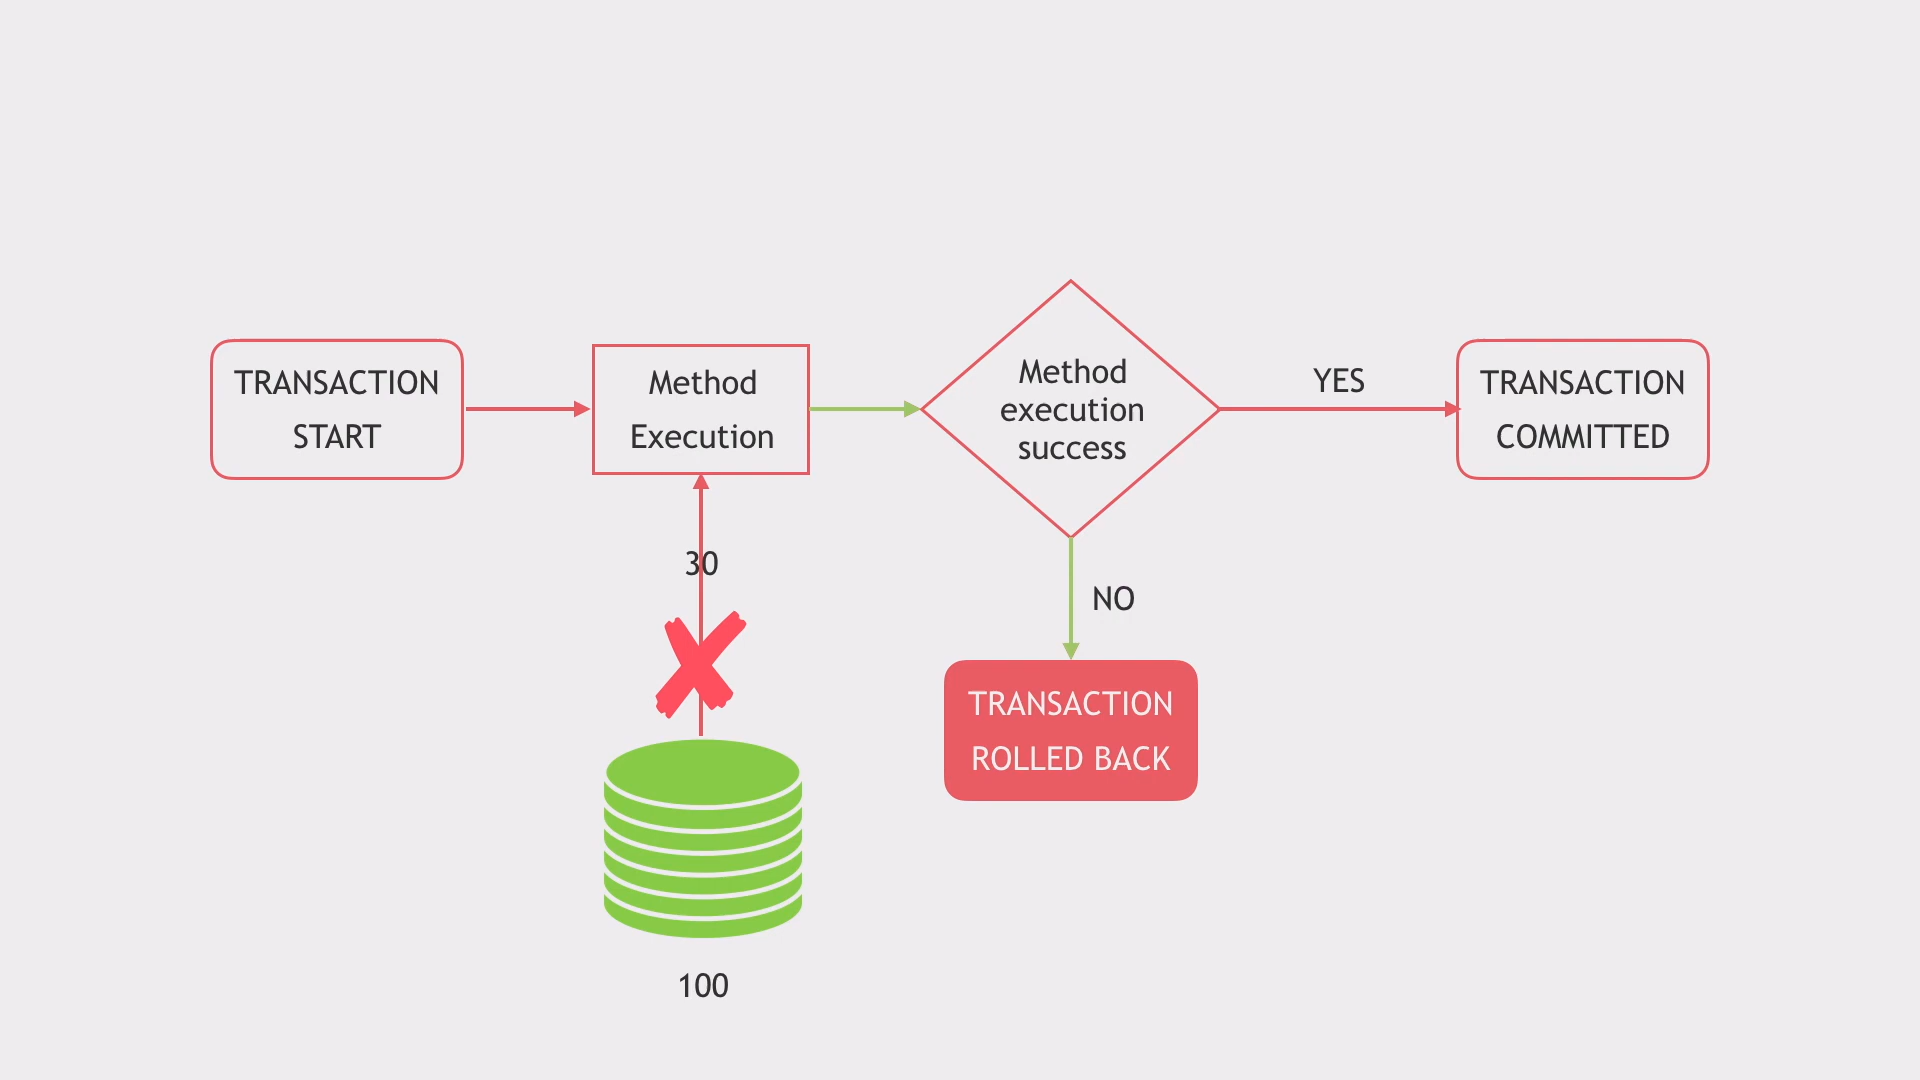 TRANSACTION
START
Method
Execution
Method
execution
success
YES
TRANSACTION
COMMITTED
30
NO
TRANSACTION
ROLLED BACK
100